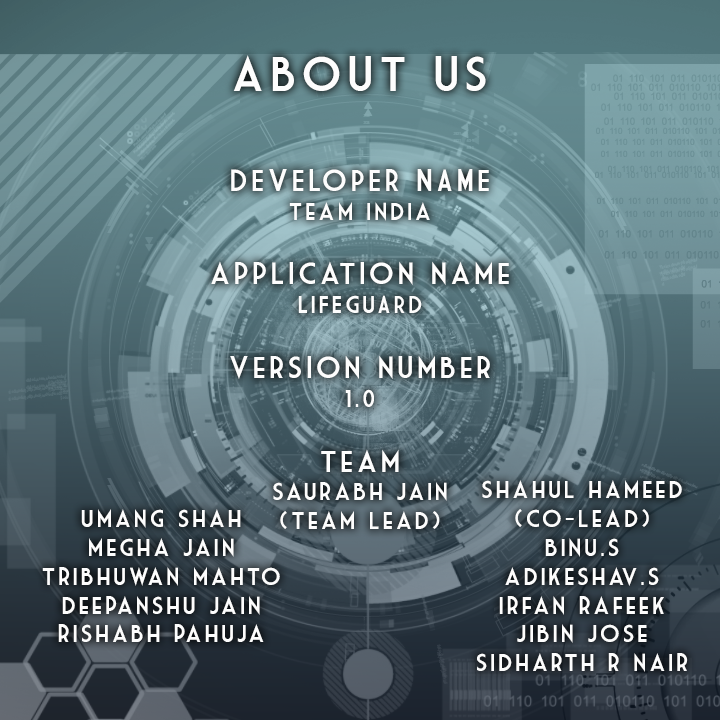 ABOUT US
DEVELOPER NAME
TEAM INDIA
APPLICATION NAME
LIFEGUARD
VERSION NUMBER
1.0
TEAM
SAURABH JAIN
(TEAM LEAD)
UMANG SHAH
MEGHA JAIN
TRIBHUWAN MAHTO
DEEPANSHU JAIN
RISHABH PAHUJA
SHAHUL HAMEED
(CO-LEAD)
BINU.S
ADIKESHAV.S
IRFAN RAFEEK
JIBIN JOSE
SIDHARTH R NAIR